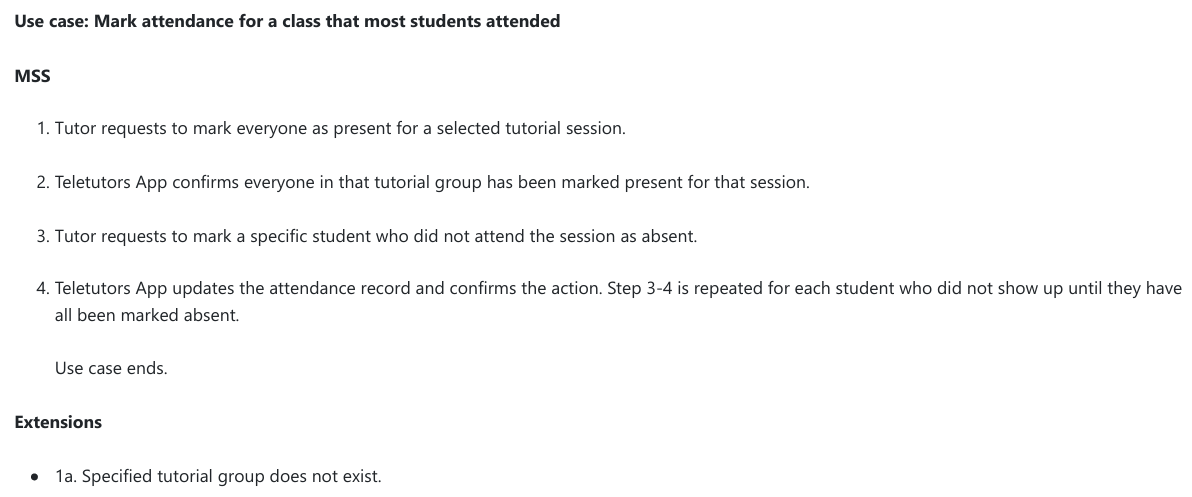 Use case: Mark attendance for a class that most students attended
MSS
1. Tutor requests to mark everyone as present for a selected tutorial session.
2. Teletutors App confirms everyone in that tutorial group has been marked present for that session.
3. Tutor requests to mark a specific student who did not attend the session as absent.
4. Teletutors App updates the attendance record and confirms the action. Step 3-4 is repeated for each student who did not show up until they have
all been marked absent.
Use case ends.
Extensions
• 1a. Specified tutorial group does not exist.